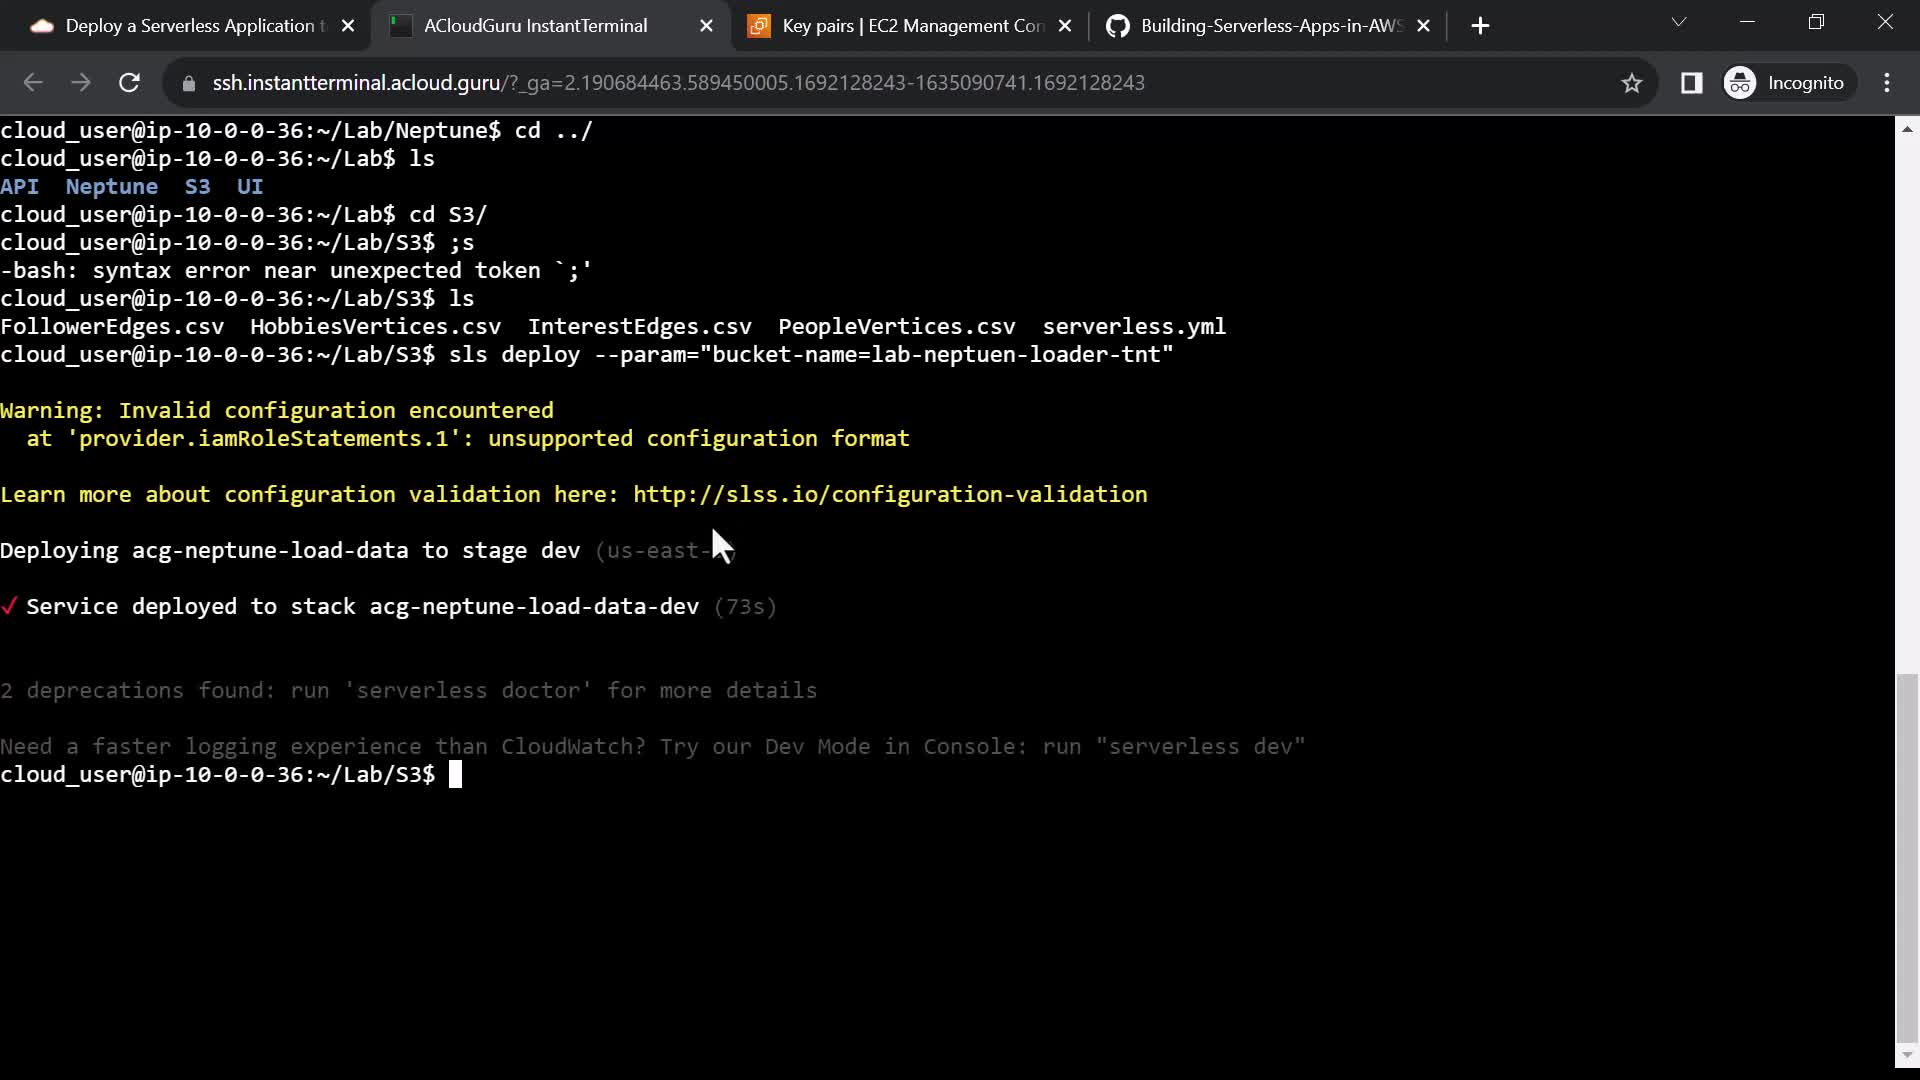 Deploy a Serverless Application t
ACloudGuru InstantTerminal
Key pairs | EC2 Management Con
Building-Serverless-Apps-in-AWS
ssh.instantterminal.acloud.guru/?_ga=2.190684463.589450005.1692128243-1635090741.1692128243
Incognito
cloud_user@ip-10-0-0-36:~/Lab/Neptune$ cd ../
cloud_user@ip-10-0-0-36:~/Lab$ ls
API  Neptune  S3  UI
cloud_user@ip-10-0-0-36:~/Lab$ cd S3/
cloud_user@ip-10-0-0-36:~/Lab/S3$ ;s
-bash: syntax error near unexpected token `;'
cloud_user@ip-10-0-0-36:~/Lab/S3$ ls
FollowerEdges.csv  HobbiesVertices.csv  InterestEdges.csv  PeopleVertices.csv  serverless.yml
cloud_user@ip-10-0-0-36:~/Lab/S3$ sls deploy --param="bucket-name=lab-neptuen-loader-tnt"
Warning: Invalid configuration encountered
at 'provider.iamRoleStatements.1': unsupported configuration format
Learn more about configuration validation here: http://slss.io/configuration-validation
Deploying acg-neptune-load-data to stage dev (us-east-
✓ Service deployed to stack acg-neptune-load-data-dev (73s)
2 deprecations found: run 'serverless doctor' for more details
Need a faster logging experience than CloudWatch? Try our Dev Mode in Console: run "serverless dev"
cloud_user@ip-10-0-0-36:~/Lab/S3$